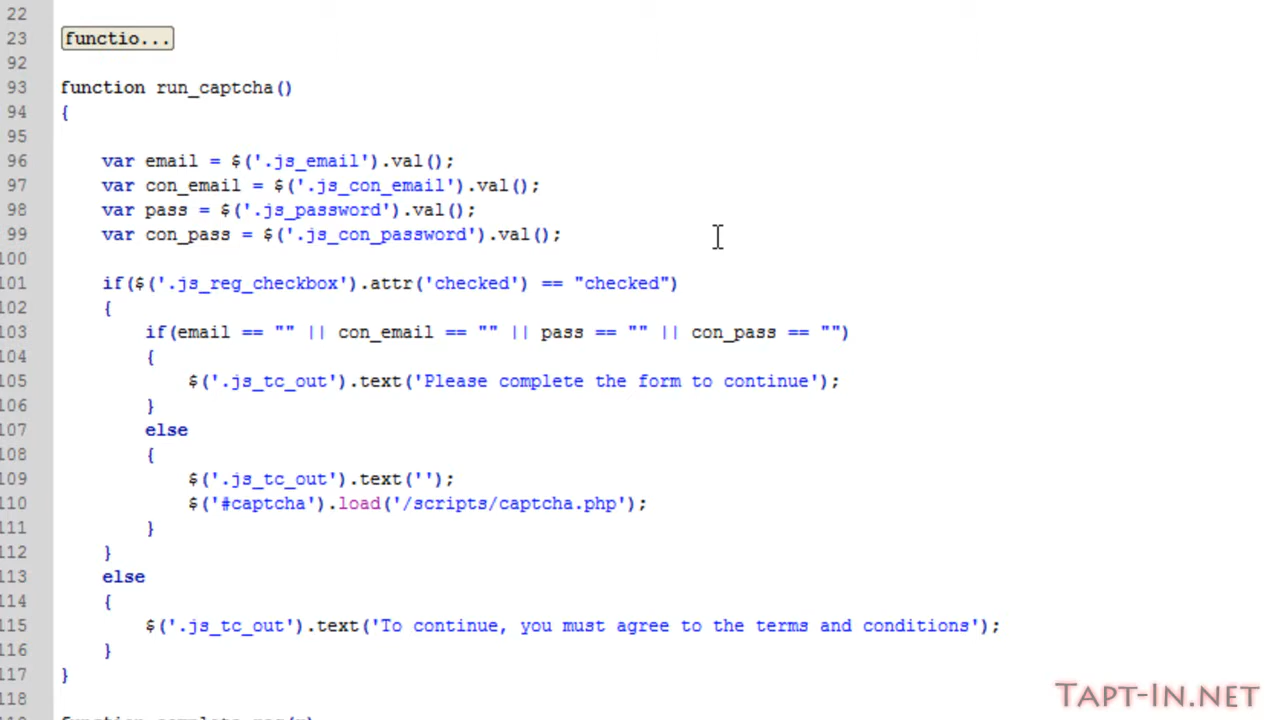 22
23 functio...
92
93 function run_captcha()
94 {
95
96 var email = $('.js_email').val();
97 var con_email = $('.js_con_email').val();
98 var pass = $('.js_password').val();
99 var con_pass = $('.js_con_password').val();
100
101 if($('.js_reg_checkbox').attr('checked') == "checked")
102 {
103 if(email == "" || con_email == "" || pass == "" || con_pass == "")
104 {
105 $('.js_tc_out').text('Please complete the form to continue');
106 }
107 else
108 {
109 $('.js_tc_out').text('');
110 $('#captcha').load('/scripts/captcha.php');
111 }
112 }
113 else
114 {
115 $('.js_tc_out').text('To continue, you must agree to the terms and conditions');
116 }
117 }
118
TAPT-IN.NET